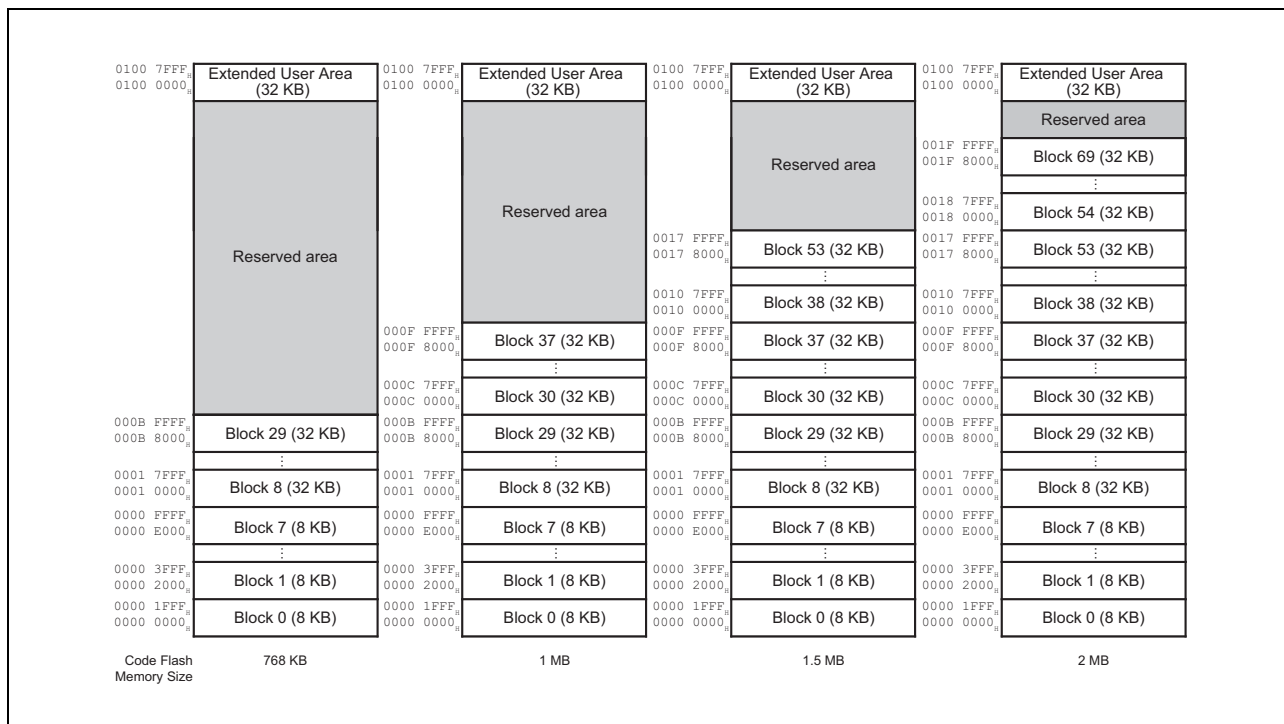 0100 7FFFH
0100 0000H
Extended User Area
(32 KB)
Reserved area
000B FFFFH
000B 8000H
Block 29 (32 KB)
⋮
0001 7FFFH
0001 0000H
Block 8 (32 KB)
0000 FFFFH
0000 E000H
Block 7 (8 KB)
⋮
0000 3FFFH
0000 2000H
Block 1 (8 KB)
0000 1FFFH
0000 0000H
Block 0 (8 KB)
0100 7FFFH
0100 0000H
Extended User Area
(32 KB)
Reserved area
000F FFFFH
000F 8000H
Block 37 (32 KB)
⋮
000C 7FFFH
000C 0000H
Block 30 (32 KB)
000B FFFFH
000B 8000H
Block 29 (32 KB)
⋮
0001 7FFFH
0001 0000H
Block 8 (32 KB)
0000 FFFFH
0000 E000H
Block 7 (8 KB)
⋮
0000 3FFFH
0000 2000H
Block 1 (8 KB)
0000 1FFFH
0000 0000H
Block 0 (8 KB)
0100 7FFFH
0100 0000H
Extended User Area
(32 KB)
Reserved area
0017 FFFFH
0017 8000H
Block 53 (32 KB)
⋮
0010 7FFFH
0010 0000H
Block 38 (32 KB)
000F FFFFH
000F 8000H
Block 37 (32 KB)
⋮
000C 7FFFH
000C 0000H
Block 30 (32 KB)
000B FFFFH
000B 8000H
Block 29 (32 KB)
⋮
0001 7FFFH
0001 0000H
Block 8 (32 KB)
0000 FFFFH
0000 E000H
Block 7 (8 KB)
⋮
0000 3FFFH
0000 2000H
Block 1 (8 KB)
0000 1FFFH
0000 0000H
Block 0 (8 KB)
0100 7FFFH
0100 0000H
Extended User Area
(32 KB)
Reserved area
001F FFFFH
001F 8000H
Block 69 (32 KB)
⋮
0018 7FFFH
0018 0000H
Block 54 (32 KB)
0017 FFFFH
0017 8000H
Block 53 (32 KB)
⋮
0010 7FFFH
0010 0000H
Block 38 (32 KB)
000F FFFFH
000F 8000H
Block 37 (32 KB)
⋮
000C 7FFFH
000C 0000H
Block 30 (32 KB)
000B FFFFH
000B 8000H
Block 29 (32 KB)
⋮
0001 7FFFH
0001 0000H
Block 8 (32 KB)
0000 FFFFH
0000 E000H
Block 7 (8 KB)
⋮
0000 3FFFH
0000 2000H
Block 1 (8 KB)
0000 1FFFH
0000 0000H
Block 0 (8 KB)
Code Flash
Memory Size
768 KB
1 MB
1.5 MB
2 MB